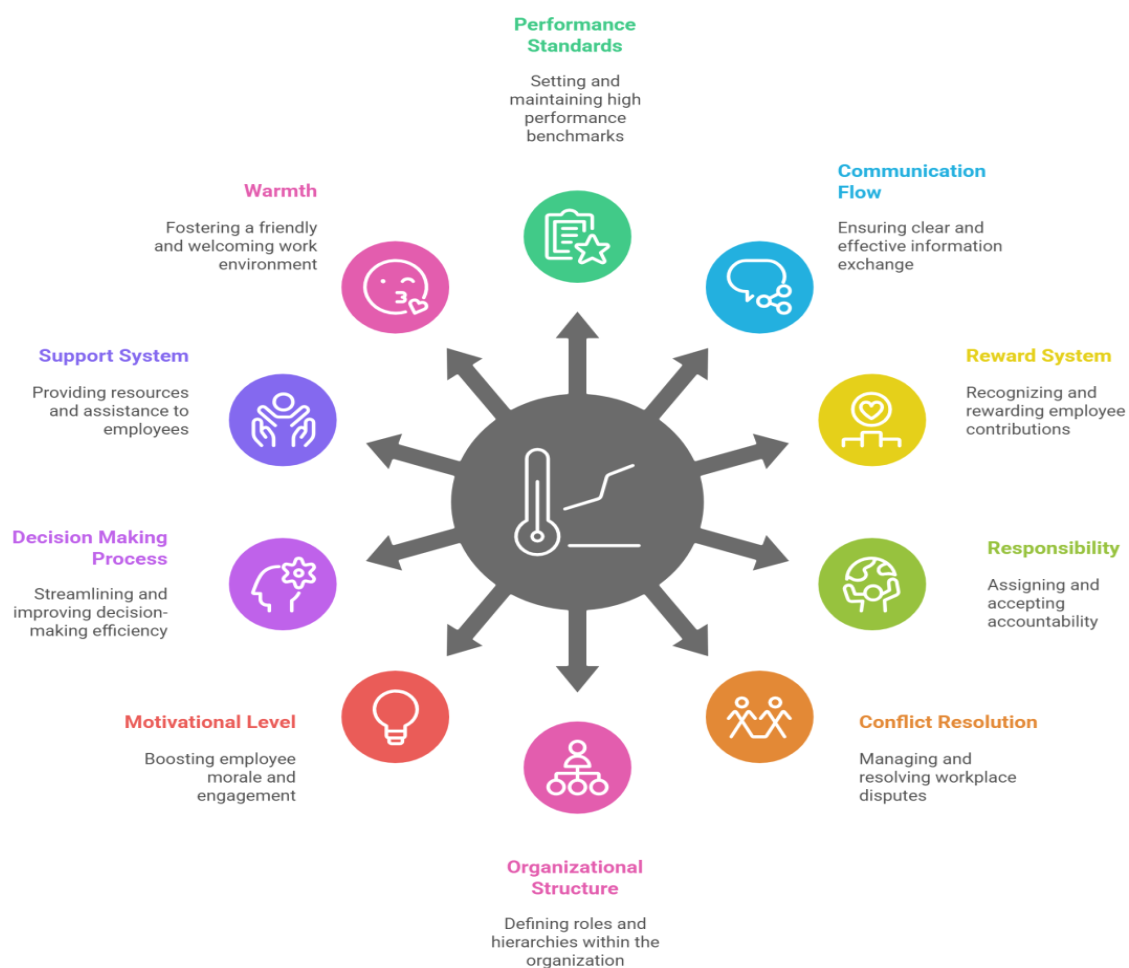 Performance
Standards
Setting and
maintaining high
performance
benchmarks
Communication
Flow
Ensuring clear and
effective information
exchange
Reward System
Recognizing and
rewarding employee
contributions
Responsibility
Assigning and
accepting
accountability
Conflict Resolution
Managing and
resolving workplace
disputes
Organizational
Structure
Defining roles and
hierarchies within the
organization
Motivational Level
Boosting employee
morale and
engagement
Decision Making
Process
Streamlining and
improving decision-
making efficiency
Support System
Providing resources
and assistance to
employees
Warmth
Fostering a friendly
and welcoming work
environment